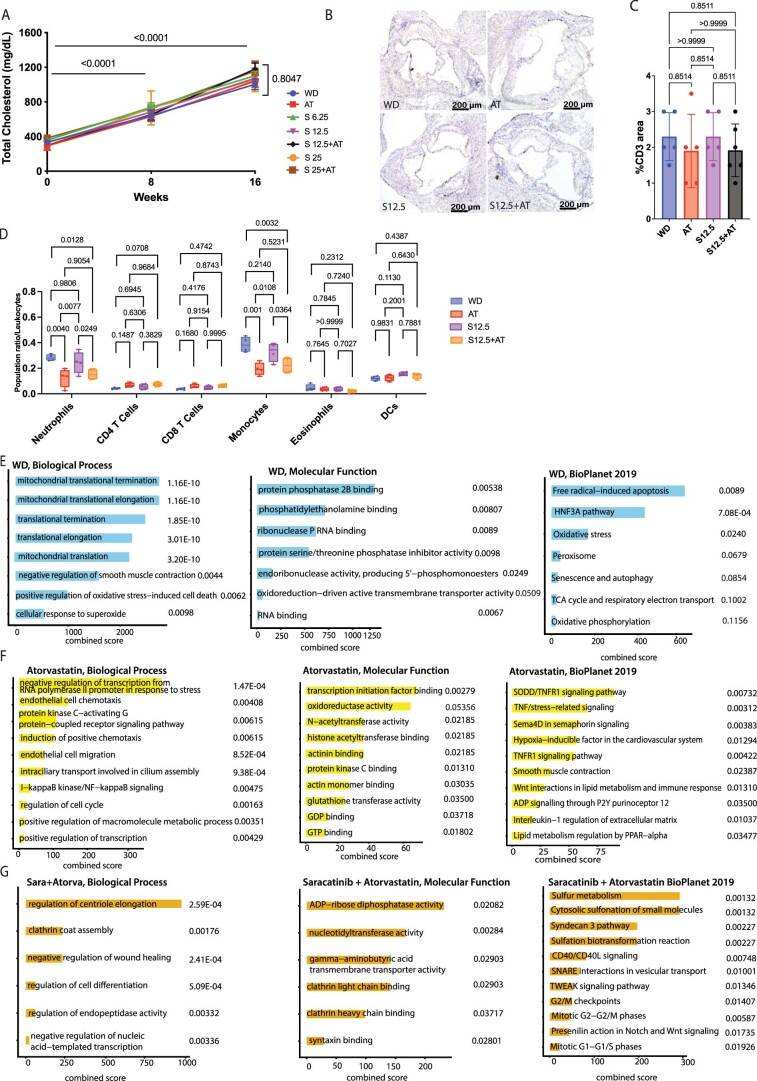 A
Total Cholesterol (mg/dL)
1600
1200
800
400
0
<0.0001
<0.0001
0.8047
0
8
16
Weeks
WD
AT
S 6.25
S 12.5
S 12.5+AT
S 25
S 25+AT
B
WD
200 µm
AT
200 µm
S12.5
200 µm
S12.5+AT
200 µm
C
0.8511
>0.9999
>0.9999
0.8514
0.8514
0.8511
%CD3 area
4
3
2
1
0
WD
AT
S12.5
S12.5+AT
D
Population ratio/Leukocytes
0.8
0.6
0.4
0.2
0.0
0.0128
0.9054
0.9806
0.0077
0.0040
0.0249
0.0708
0.9684
0.6945
0.6306
0.1487
0.3829
0.4742
0.8743
0.4176
0.9154
0.1680
0.9995
0.0032
0.5231
0.2140
0.0108
0.001
0.0364
0.2312
0.7240
0.7845
>0.9999
0.7645
0.7027
0.4387
0.6430
0.1130
0.2001
0.9831
0.7881
Neutrophils
CD4 T Cells
CD8 T Cells
Monocytes
Eosinophils
DCs
WD
AT
S12.5
S12.5+AT
E
WD, Biological Process
mitochondrial translational termination 1.16E-10
mitochondrial translational elongation 1.16E-10
translational termination 1.85E-10
translational elongation 3.01E-10
mitochondrial translation 3.20E-10
negative regulation of smooth muscle contraction 0.0044
positive regulation of oxidative stress−induced cell death 0.0062
cellular response to superoxide 0.0098
0 1000 2000
combined score
WD, Molecular Function
protein phosphatase 2B binding 0.00538
phosphatidylethanolamine binding 0.00807
ribonuclease P RNA binding 0.0089
protein serine/threonine phosphatase inhibitor activity 0.0098
endoribonuclease activity, producing 5'−phosphomonoesters 0.0249
oxidoreduction−driven active transmembrane transporter activity 0.0509
RNA binding 0.0067
0 250 500 750 1000 1250
combined score
WD, BioPlanet 2019
Free radical−induced apoptosis 0.0089
HNF3A pathway 7.08E-04
Oxidative stress 0.0240
Peroxisome 0.0679
Senescence and autophagy 0.0854
TCA cycle and respiratory electron transport 0.1002
Oxidative phosphorylation 0.1156
0 200 400 600
combined score
F
Atorvastatin, Biological Process
negative regulation of transcription from
RNA polymerase II promoter in response to stress 1.47E-04
endothelial cell chemotaxis 0.00408
protein kinase C−activating G
protein−coupled receptor signaling pathway 0.00615
induction of positive chemotaxis 0.00615
endothelial cell migration 8.52E-04
intraciliary transport involved in cilium assembly 9.38E-04
I−kappaB kinase/NF−kappaB signaling 0.00475
regulation of cell cycle 0.00163
positive regulation of macromolecule metabolic process 0.00351
positive regulation of transcription 0.00429
0 100 200 300
combined score
Atorvastatin, Molecular Function
transcription initiation factor binding 0.00279
oxidoreductase activity 0.05356
N−acetyltransferase activity 0.02185
histone acetyltransferase binding 0.02185
actinin binding 0.02185
protein kinase C binding 0.01310
actin monomer binding 0.03035
glutathione transferase activity 0.03500
GDP binding 0.03718
GTP binding 0.01802
0 20 40 60
combined score
Atorvastatin, BioPlanet 2019
SODD/TNFR1 signaling pathway 0.00732
TNF/stress−related signaling 0.00312
Sema4D in semaphorin signaling 0.00383
Hypoxia−inducible factor in the cardiovascular system 0.01294
TNFR1 signaling pathway 0.00422
Smooth muscle contraction 0.02387
Wnt interactions in lipid metabolism and immune response 0.01310
ADP signalling through P2Y purinoceptor 12 0.03500
Interleukin−1 regulation of extracellular matrix 0.01037
Lipid metabolism regulation by PPAR−alpha 0.03477
0 25 50 75
combined score
G
Sara+Atorva, Biological Process
regulation of centriole elongation 2.59E-04
clathrin coat assembly 0.00176
negative regulation of wound healing 2.41E-04
regulation of cell differentiation 5.09E-04
regulation of endopeptidase activity 0.00332
negative regulation of nucleic
acid−templated transcription 0.00336
0 250 500 750 1000
combined score
Saracatinib + Atorvastatin, Molecular Function
ADP−ribose diphosphatase activity 0.02082
nucleotidyltransferase activity 0.00284
gamma−aminobutyric acid
transmembrane transporter activity 0.02903
clathrin light chain binding 0.02903
clathrin heavy chain binding 0.03717
syntaxin binding 0.02801
0 50 100 150 200
combined score
Saracatinib + Atorvastatin BioPlanet 2019
Sulfur metabolism 0.00132
Cytosolic sulfonation of small molecules 0.00132
Syndecan 3 pathway 0.00227
Sulfation biotransformation reaction 0.00227
CD40/CD40L signaling 0.00748
SNARE interactions in vesicular transport 0.01001
TWEAK signaling pathway 0.01346
G2/M checkpoints 0.01407
Mitotic G2−G2/M phases 0.00587
Presenilin action in Notch and Wnt signaling 0.01735
Mitotic G1−G1/S phases 0.01926
0 100 200 300
combined score